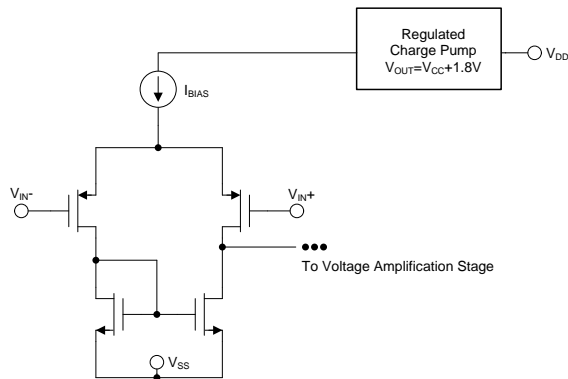 Regulated
Charge Pump
VOUT=VCC+1.8V
VDD
IBIAS
VIN-
VIN+
To Voltage Amplification Stage
VSS